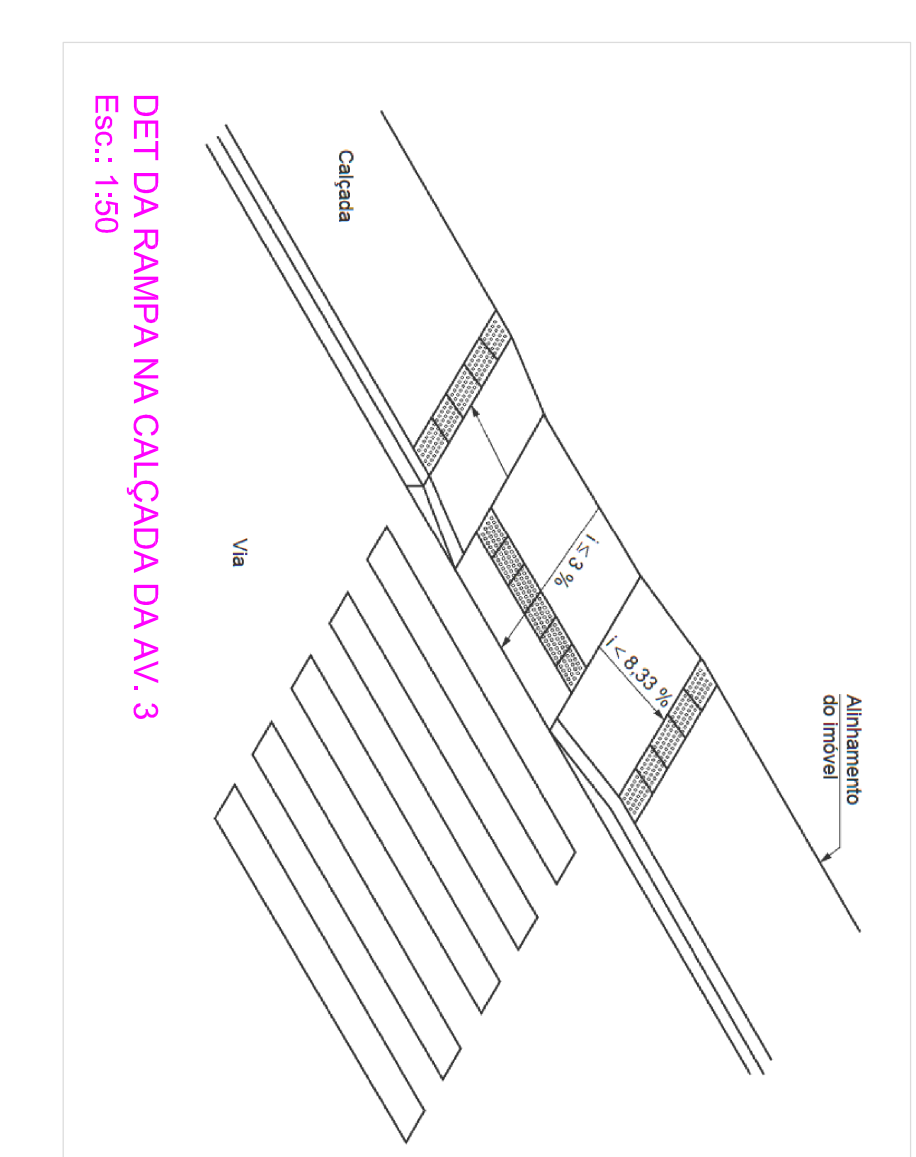 Alinhamento
do imóvel
Calçada
i ≤ 3 %
i < 8,33 %
Via
DET DA RAMPA NA CALÇADA DA AV. 3
Esc.: 1:50